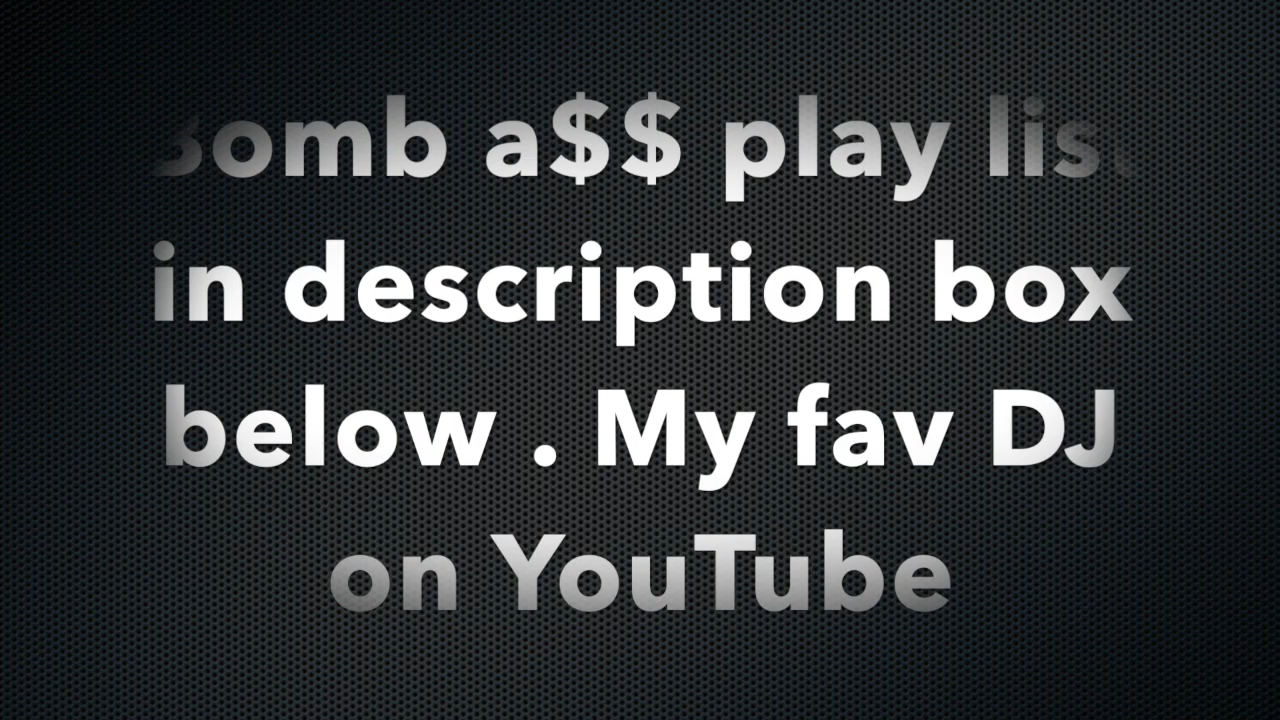 Bomb a$$ play list
in description box
below . My fav DJ
on YouTube